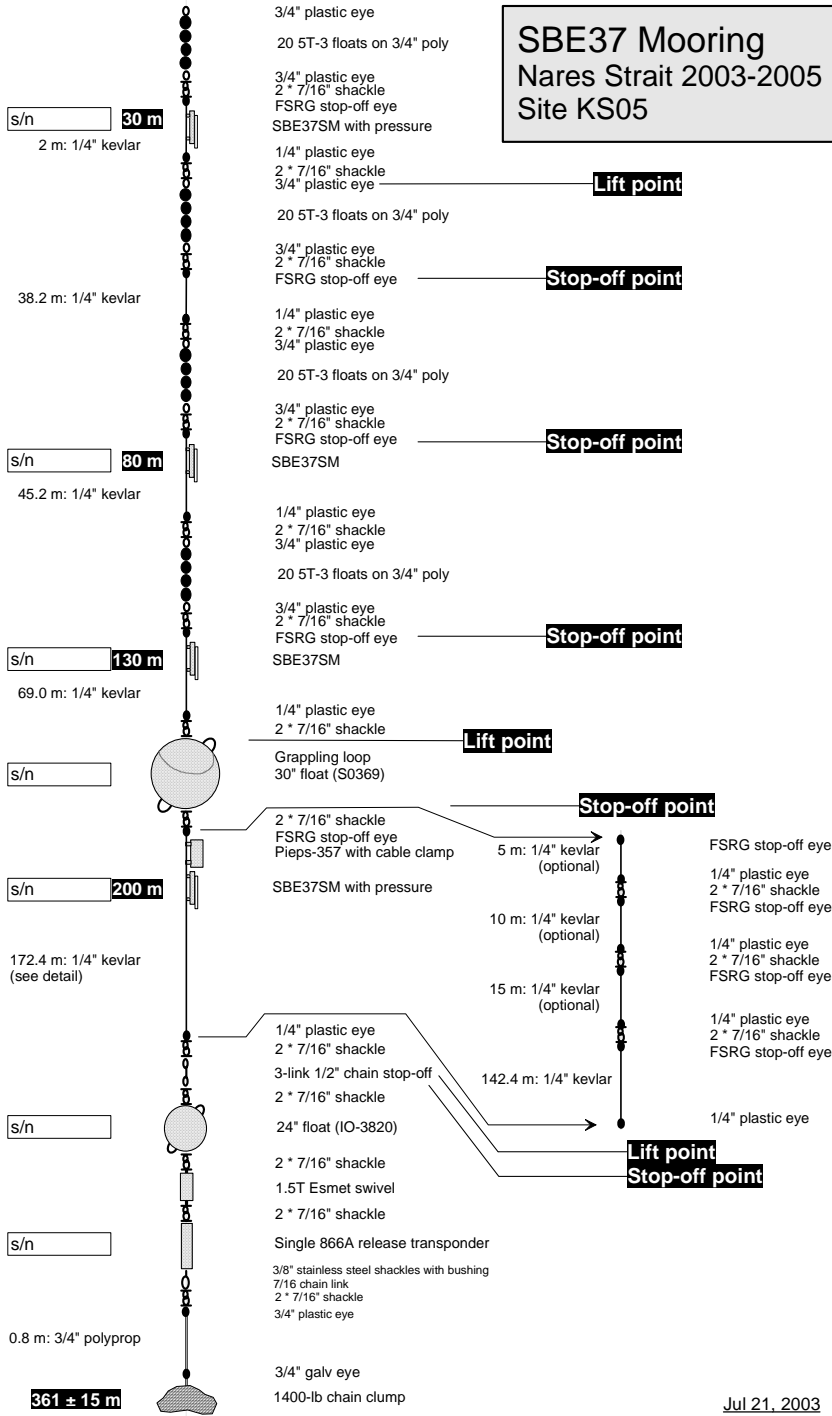 SBE37 Mooring
Nares Strait 2003-2005
Site KS05
3/4" plastic eye
20 5T-3 floats on 3/4" poly
3/4" plastic eye
2 * 7/16" shackle
FSRG stop-off eye
s/n
30 m
SBE37SM with pressure
2 m: 1/4" kevlar
1/4" plastic eye
2 * 7/16" shackle
3/4" plastic eye
Lift point
20 5T-3 floats on 3/4" poly
3/4" plastic eye
2 * 7/16" shackle
FSRG stop-off eye
Stop-off point
38.2 m: 1/4" kevlar
1/4" plastic eye
2 * 7/16" shackle
3/4" plastic eye
20 5T-3 floats on 3/4" poly
3/4" plastic eye
2 * 7/16" shackle
FSRG stop-off eye
Stop-off point
s/n
80 m
SBE37SM
45.2 m: 1/4" kevlar
1/4" plastic eye
2 * 7/16" shackle
3/4" plastic eye
20 5T-3 floats on 3/4" poly
3/4" plastic eye
2 * 7/16" shackle
FSRG stop-off eye
Stop-off point
s/n
130 m
SBE37SM
69.0 m: 1/4" kevlar
1/4" plastic eye
2 * 7/16" shackle
Lift point
Grappling loop
s/n
30" float (S0369)
Stop-off point
2 * 7/16" shackle
FSRG stop-off eye
Pieps-357 with cable clamp
s/n
200 m
SBE37SM with pressure
172.4 m: 1/4" kevlar
(see detail)
1/4" plastic eye
2 * 7/16" shackle
3-link 1/2" chain stop-off
2 * 7/16" shackle
s/n
24" float (IO-3820)
2 * 7/16" shackle
1.5T Esmet swivel
2 * 7/16" shackle
s/n
Single 866A release transponder
3/8" stainless steel shackles with bushing
7/16 chain link
2 * 7/16" shackle
3/4" plastic eye
0.8 m: 3/4" polyprop
3/4" galv eye
361 ± 15 m
1400-lb chain clump
FSRG stop-off eye
5 m: 1/4" kevlar
(optional)
1/4" plastic eye
2 * 7/16" shackle
FSRG stop-off eye
10 m: 1/4" kevlar
(optional)
1/4" plastic eye
2 * 7/16" shackle
FSRG stop-off eye
15 m: 1/4" kevlar
(optional)
1/4" plastic eye
2 * 7/16" shackle
FSRG stop-off eye
142.4 m: 1/4" kevlar
1/4" plastic eye
Lift point
Stop-off point
Jul 21, 2003